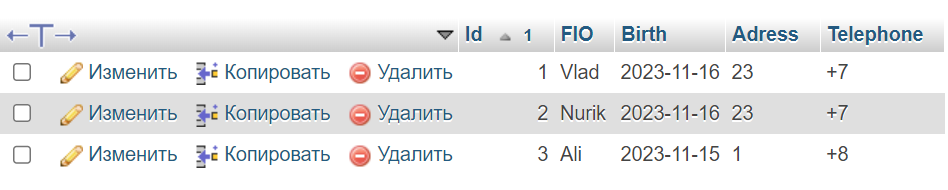 Id 1 FIO Birth Adress Telephone
Изменить Копировать Удалить 1 Vlad 2023-11-16 23 +7
Изменить Копировать Удалить 2 Nurik 2023-11-16 23 +7
Изменить Копировать Удалить 3 Ali 2023-11-15 1 +8